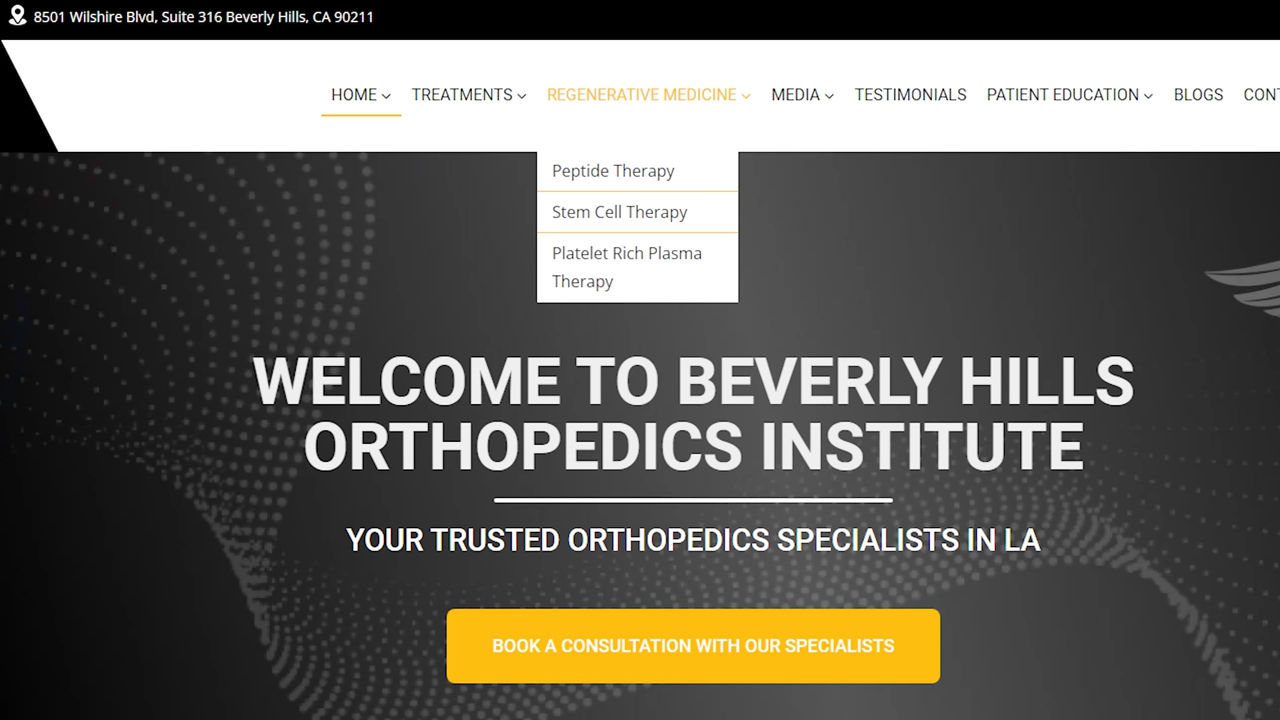 8501 Wilshire Blvd, Suite 316 Beverly Hills, CA 90211
HOME TREATMENTS REGENERATIVE MEDICINE MEDIA TESTIMONIALS PATIENT EDUCATION BLOGS CONT
Peptide Therapy
Stem Cell Therapy
Platelet Rich Plasma
Therapy
WELCOME TO BEVERLY HILLS
ORTHOPEDICS INSTITUTE
YOUR TRUSTED ORTHOPEDICS SPECIALISTS IN LA
BOOK A CONSULTATION WITH OUR SPECIALISTS